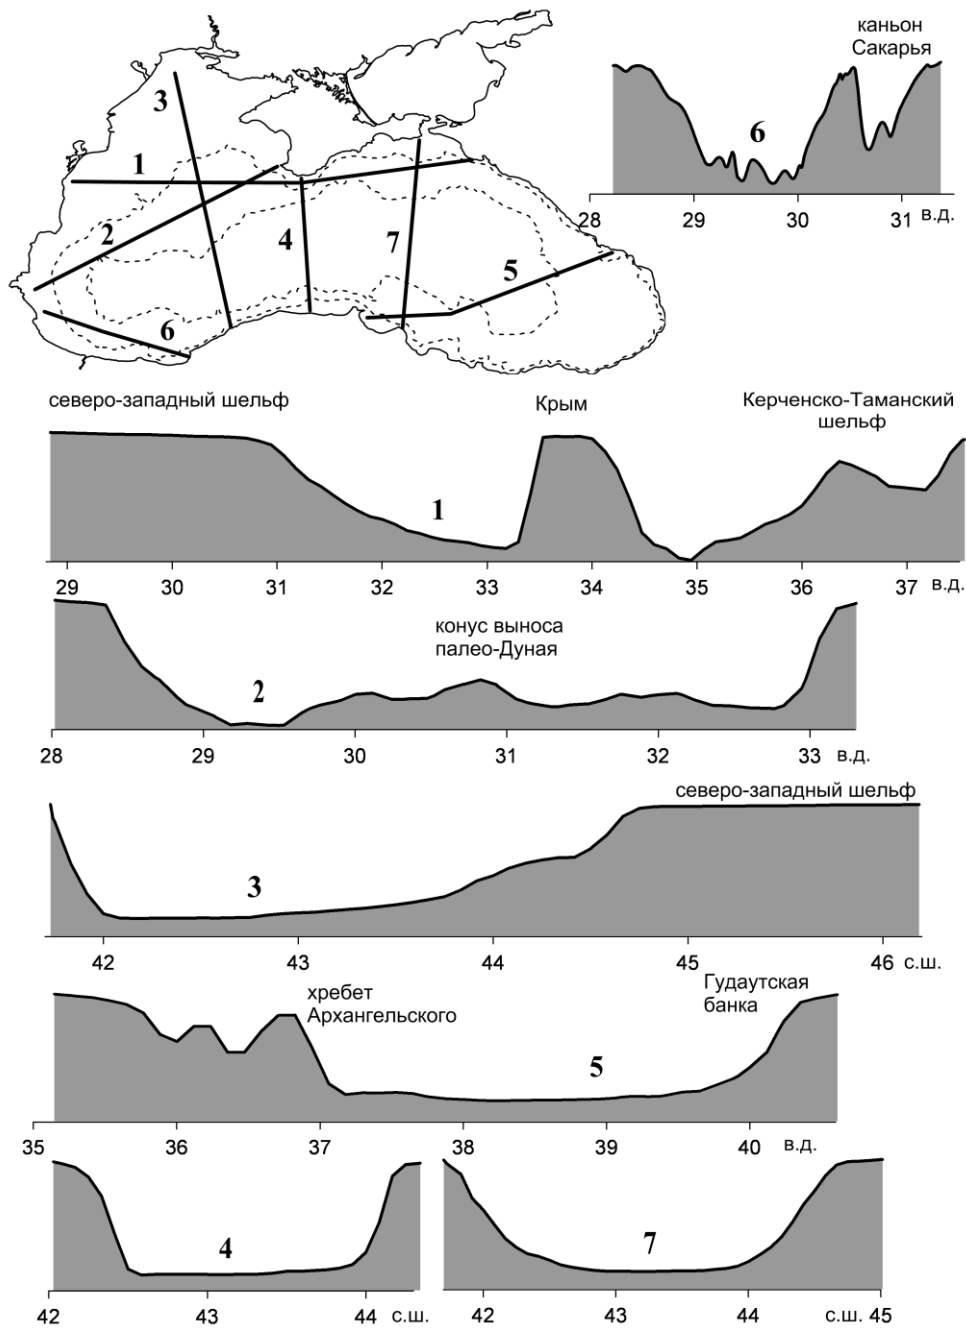 каньон
Сакарья
3
1
2
4
7
5
6
6
28 29 30 31 в.д.
северо-западный шельф
Крым
Керченско-Таманский
шельф
1
29 30 31 32 33 34 35 36 37 в.д.
конус выноса
палео-Дуная
2
28 29 30 31 32 33 в.д.
северо-западный шельф
3
42 43 44 45 46 с.ш.
хребет
Архангельского
Гудаутская
банка
5
35 36 37 38 39 40 в.д.
4
42 43 44 с.ш.
7
42 43 44 с.ш. 45